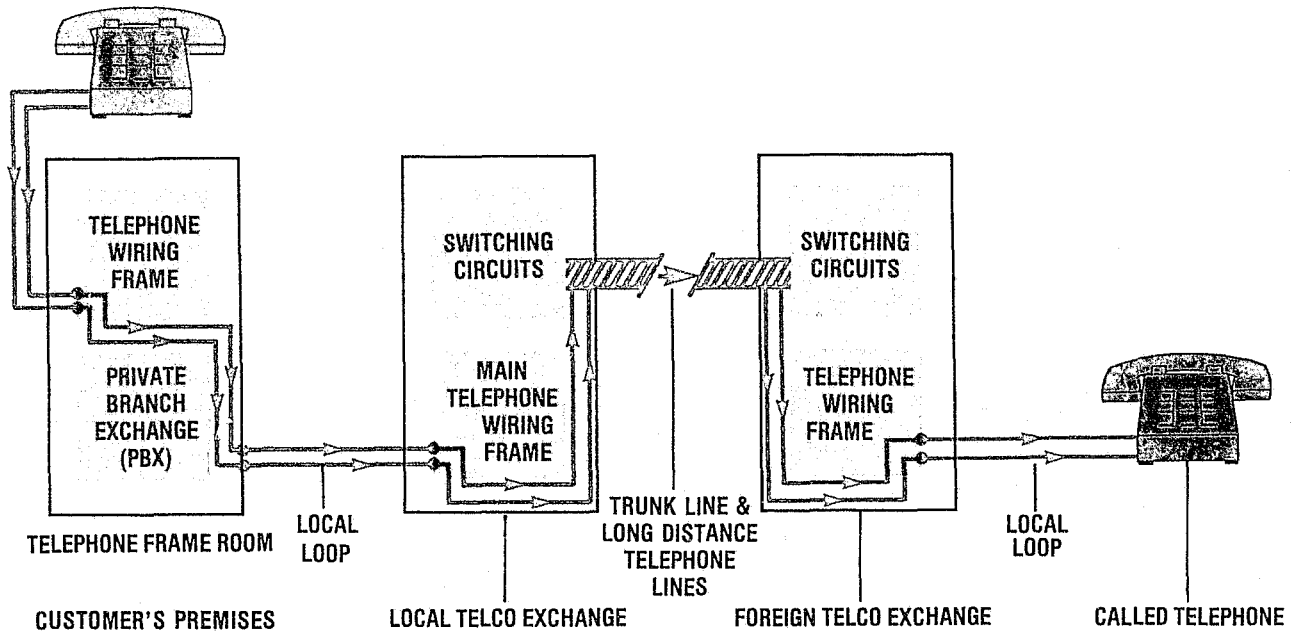 TELEPHONE
WIRING
FRAME
PRIVATE
BRANCH
EXCHANGE
(PBX)
TELEPHONE FRAME ROOM
CUSTOMER'S PREMISES
LOCAL
LOOP
SWITCHING
CIRCUITS
MAIN
TELEPHONE
WIRING
FRAME
LOCAL TELCO EXCHANGE
TRUNK LINE &
LONG DISTANCE
TELEPHONE
LINES
SWITCHING
CIRCUITS
TELEPHONE
WIRING
FRAME
FOREIGN TELCO EXCHANGE
LOCAL
LOOP
CALLED TELEPHONE